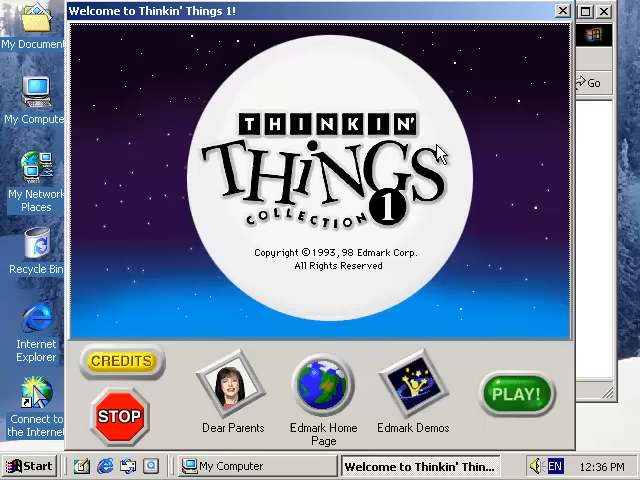 Welcome to Thinkin' Things 1!
My Document
My Compute
My Network
Places
Recycle Bin
Internet
Explorer
Connect to
the Internet
Go
THINKIN'
THiNGS
COLLECTION 1
Copyright © 1993, 98 Edmark Corp.
All Rights Reserved
CREDITS
STOP
Dear Parents
Edmark Home
Page
Edmark Demos
PLAY!
Start
My Computer
Welcome to Thinkin' Thin...
EN
12:36 PM